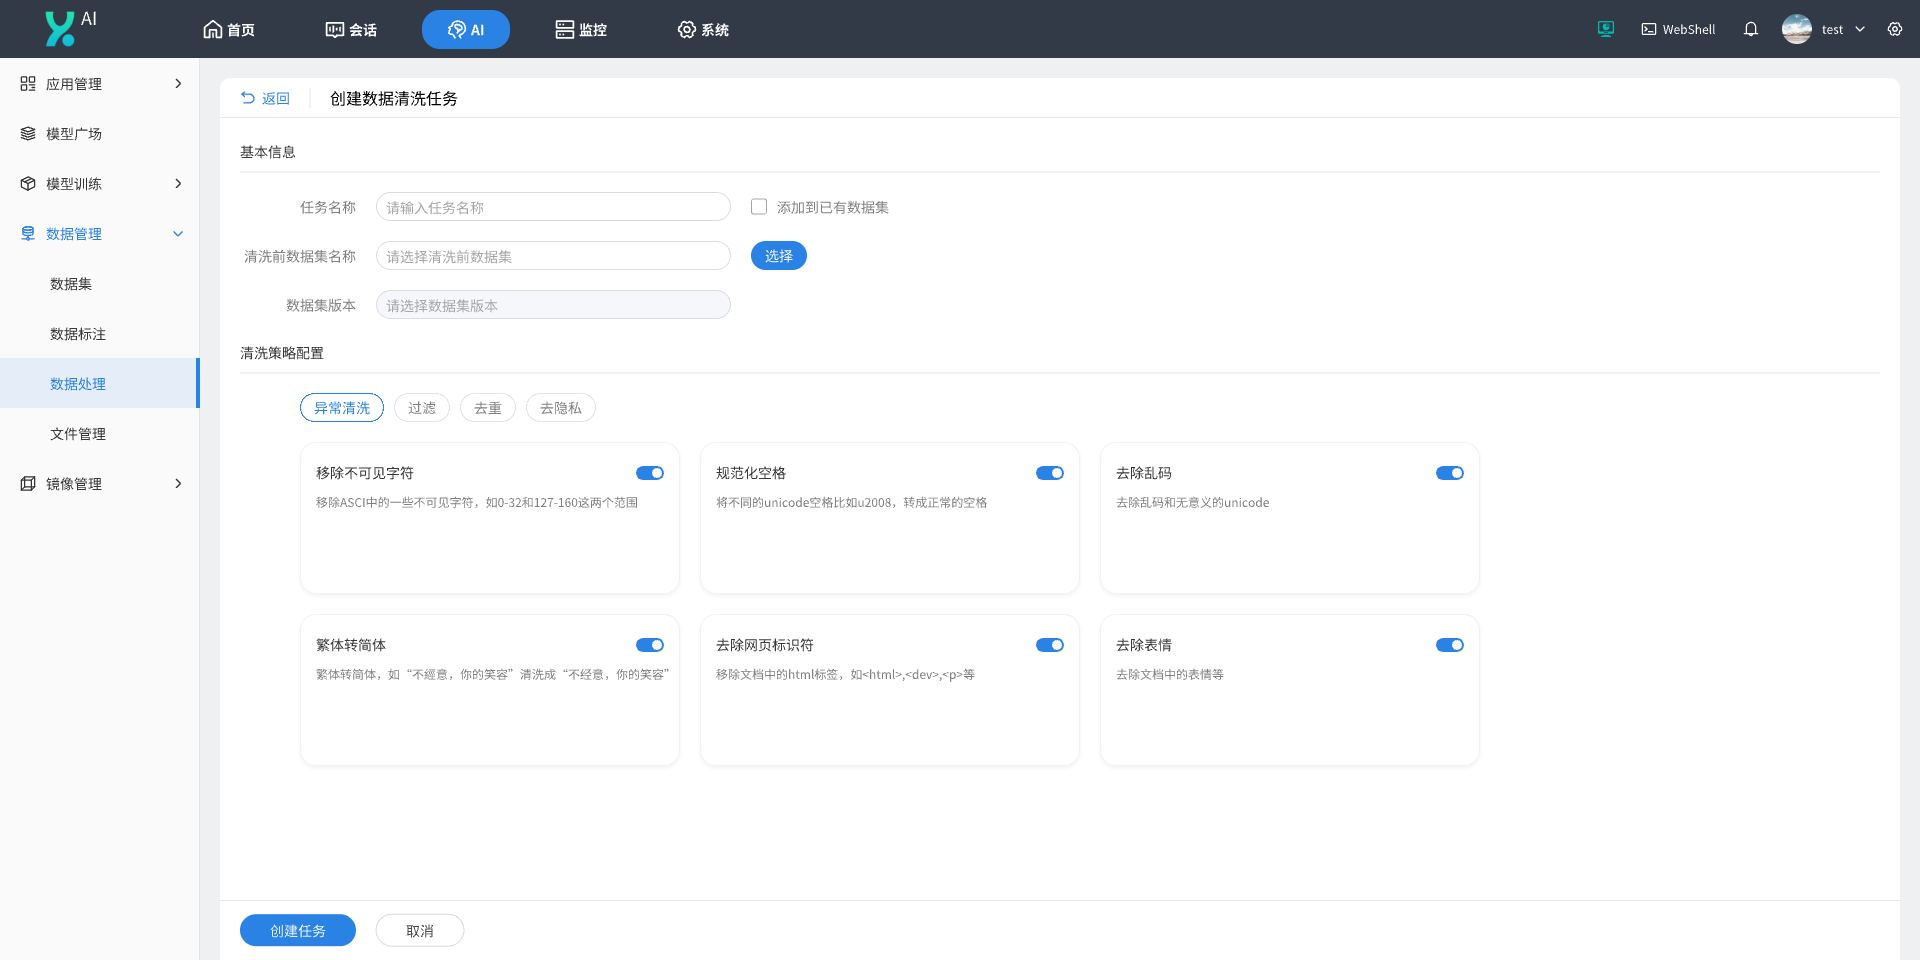 AI
首页
会话
AI
监控
系统
WebShell
test
应用管理
模型广场
模型训练
数据管理
数据集
数据标注
数据处理
文件管理
镜像管理
返回
创建数据清洗任务
基本信息
任务名称
请输入任务名称
添加到已有数据集
清洗前数据集名称
请选择清洗前数据集
选择
数据集版本
请选择数据集版本
清洗策略配置
异常清洗
过滤
去重
去隐私
移除不可见字符
移除ASCI中的一些不可见字符，如0-32和127-160这两个范围
规范化空格
将不同的unicode空格比如u2008，转成正常的空格
去除乱码
去除乱码和无意义的unicode
繁体转简体
繁体转简体，如“不經意，你的笑容”清洗成“不经意，你的笑容”
去除网页标识符
移除文档中的html标签，如<html>,<dev>,<p>等
去除表情
去除文档中的表情等
创建任务
取消